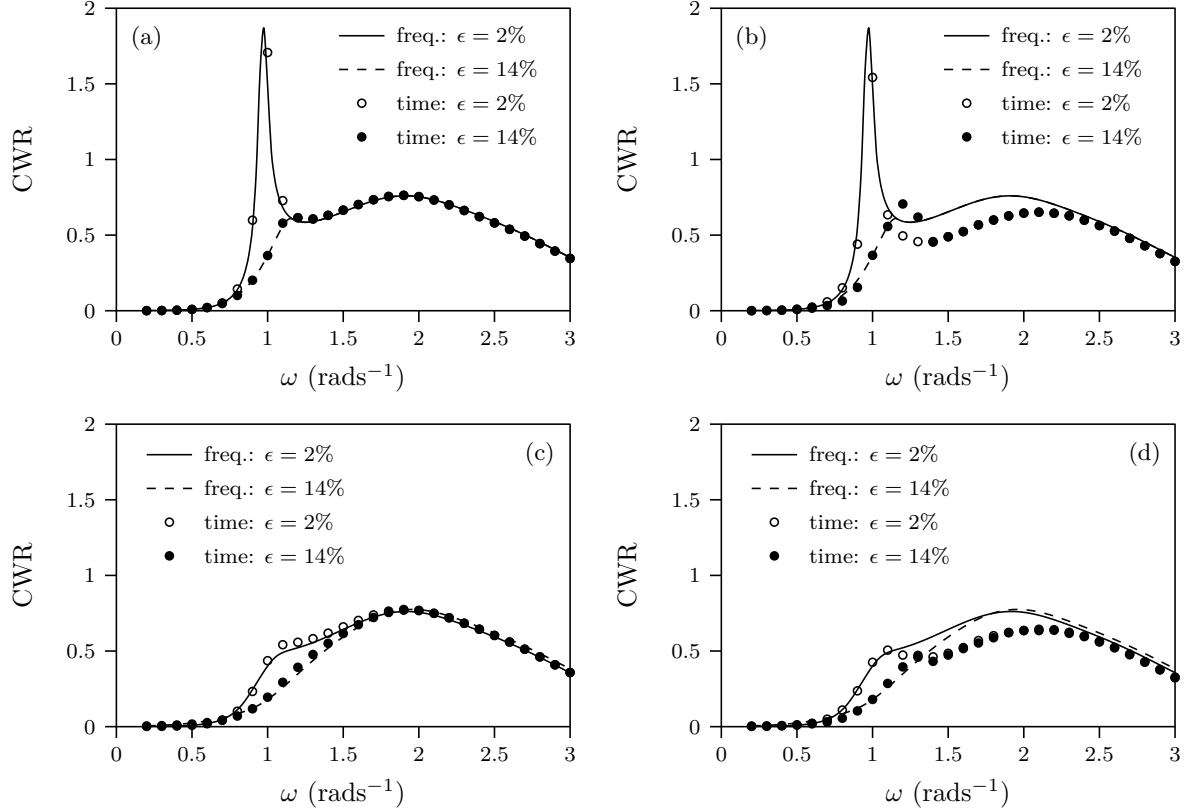 2
1.5
1
0.5
0
0
0.5
1
1.5
2
2.5
3
CWR
ω (rads⁻¹)
(a)
freq.: ϵ = 2%
freq.: ϵ = 14%
time: ϵ = 2%
time: ϵ = 14%
2
1.5
1
0.5
0
0
0.5
1
1.5
2
2.5
3
CWR
ω (rads⁻¹)
(b)
freq.: ϵ = 2%
freq.: ϵ = 14%
time: ϵ = 2%
time: ϵ = 14%
2
1.5
1
0.5
0
0
0.5
1
1.5
2
2.5
3
CWR
ω (rads⁻¹)
(c)
freq.: ϵ = 2%
freq.: ϵ = 14%
time: ϵ = 2%
time: ϵ = 14%
2
1.5
1
0.5
0
0
0.5
1
1.5
2
2.5
3
CWR
ω (rads⁻¹)
(d)
freq.: ϵ = 2%
freq.: ϵ = 14%
time: ϵ = 2%
time: ϵ = 14%